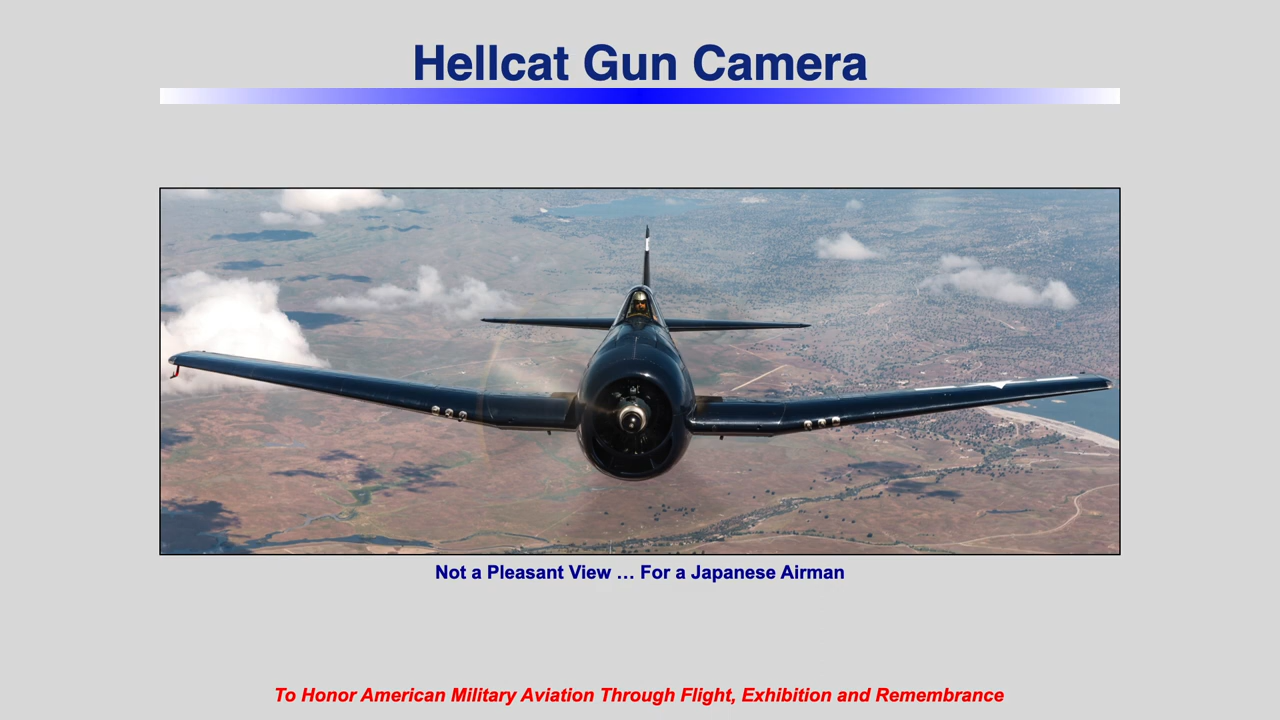 Hellcat Gun Camera
Not a Pleasant View … For a Japanese Airman
To Honor American Military Aviation Through Flight, Exhibition and Remembrance